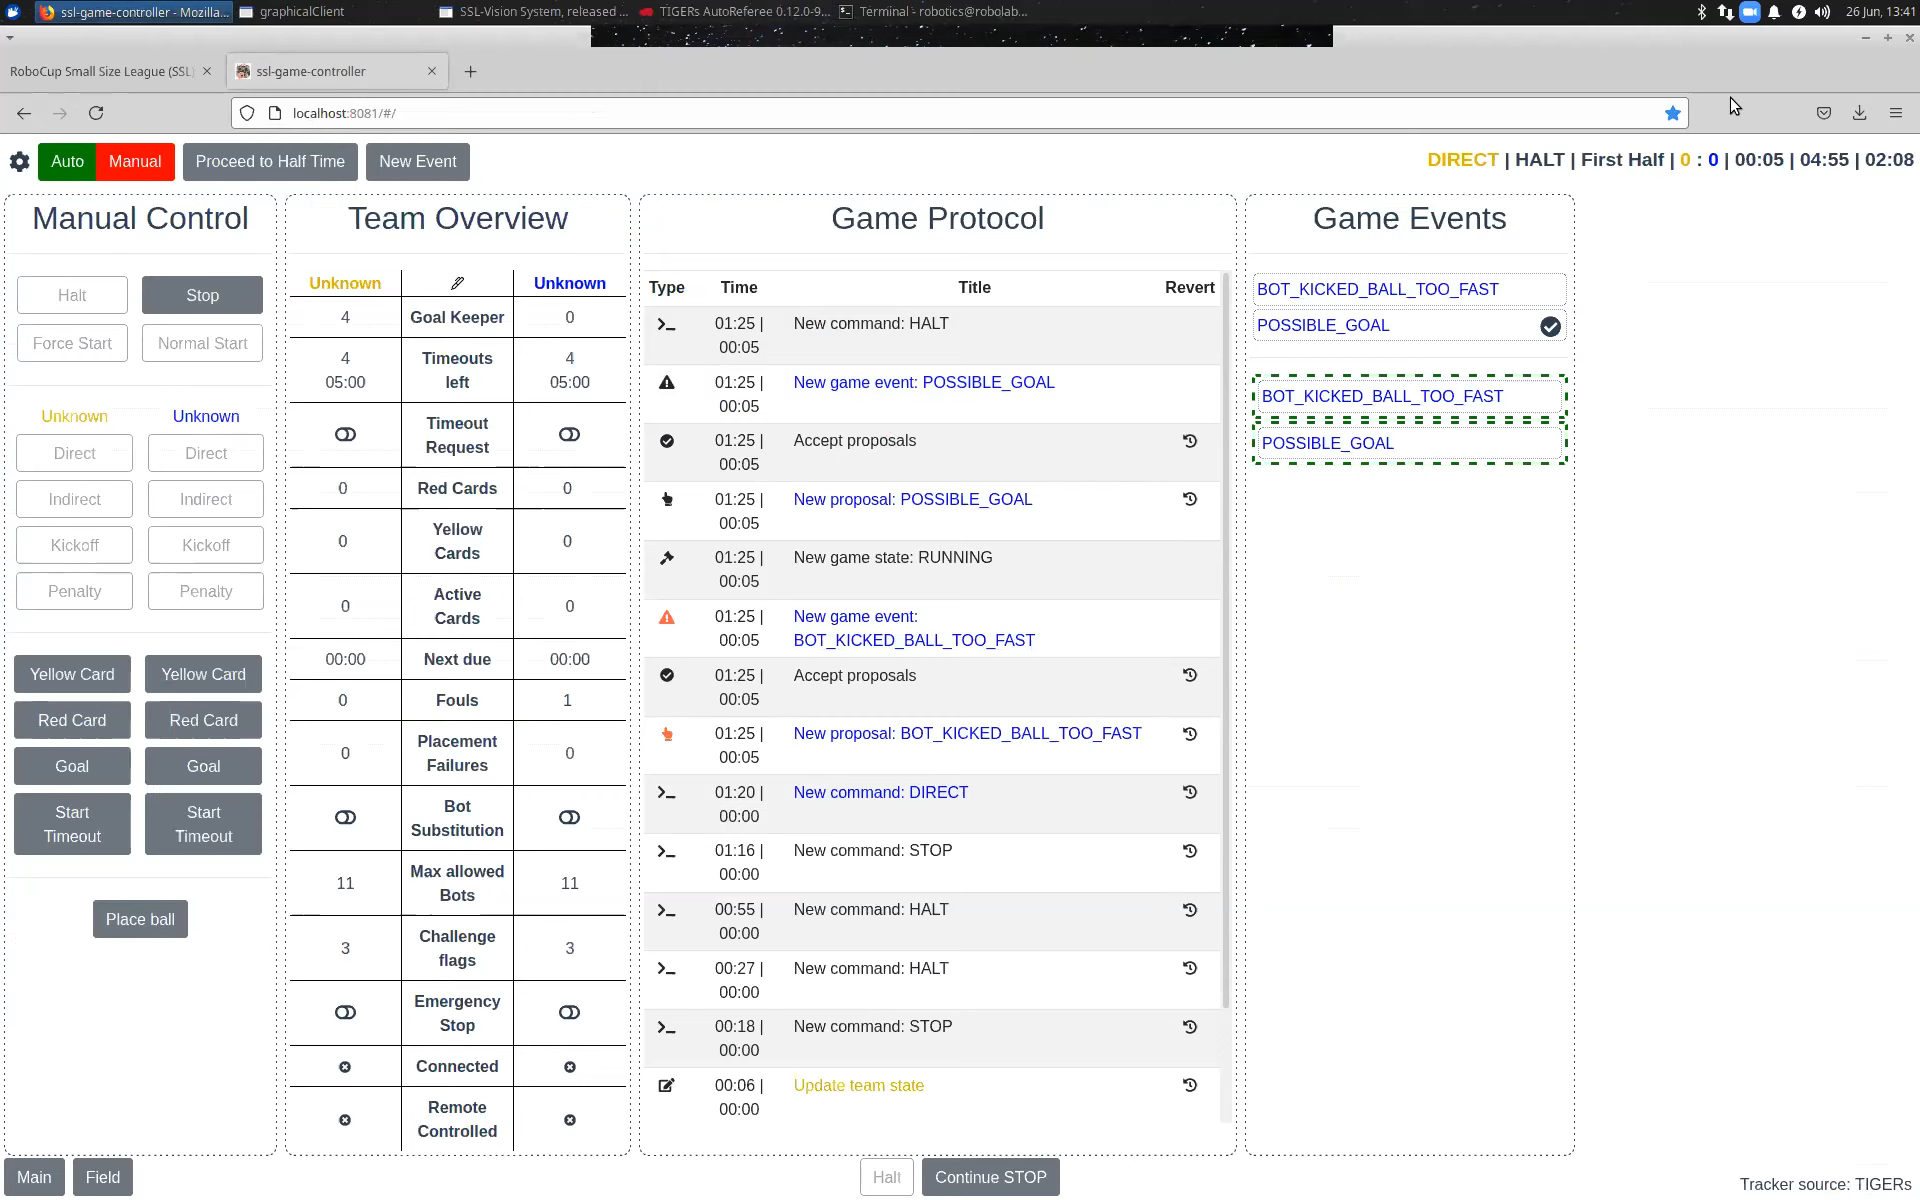 ssl-game-controller - Mozilla...
graphicalClient
SSL-Vision System, released ...
TIGERs AutoReferee 0.12.0-9...
Terminal - robotics@robolab...
26 Jun, 13:41
RoboCup Small Size League (SSL)
ssl-game-controller
localhost:8081/#/
Auto
Manual
Proceed to Half Time
New Event
DIRECT | HALT | First Half | 0 : 0 | 00:05 | 04:55 | 02:08
Manual Control
Halt
Stop
Force Start
Normal Start
Unknown
Unknown
Direct
Direct
Indirect
Indirect
Kickoff
Kickoff
Penalty
Penalty
Yellow Card
Yellow Card
Red Card
Red Card
Goal
Goal
Start
Timeout
Start
Timeout
Place ball
Team Overview
Unknown
Unknown
4
Goal Keeper
0
4
05:00
Timeouts
left
4
05:00
Timeout
Request
0
Red Cards
0
0
Yellow
Cards
0
0
Active
Cards
0
00:00
Next due
00:00
0
Fouls
1
0
Placement
Failures
0
Bot
Substitution
11
Max allowed
Bots
11
3
Challenge
flags
3
Emergency
Stop
Connected
Remote
Controlled
Game Protocol
Type Time Title Revert
01:25 |
00:05
New command: HALT
01:25 |
00:05
New game event: POSSIBLE_GOAL
01:25 |
00:05
Accept proposals
01:25 |
00:05
New proposal: POSSIBLE_GOAL
01:25 |
00:05
New game state: RUNNING
01:25 |
00:05
New game event:
BOT_KICKED_BALL_TOO_FAST
01:25 |
00:05
Accept proposals
01:25 |
00:05
New proposal: BOT_KICKED_BALL_TOO_FAST
01:20 |
00:00
New command: DIRECT
01:16 |
00:00
New command: STOP
00:55 |
00:00
New command: HALT
00:27 |
00:00
New command: HALT
00:18 |
00:00
New command: STOP
00:06 |
00:00
Update team state
Game Events
BOT_KICKED_BALL_TOO_FAST
POSSIBLE_GOAL
BOT_KICKED_BALL_TOO_FAST
POSSIBLE_GOAL
Main
Field
Halt
Continue STOP
Tracker source: TIGERs